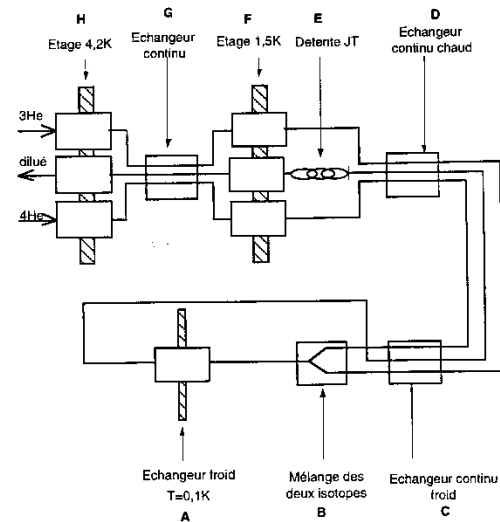 H
G
F
E
D
Etage 4,2K
Echangeur
continu
Etage 1,5K
Detente JT
Echangeur
continu chaud
3He
dilué
4He
Echangeur froid
T=0,1K
A
Mélange des
deux isotopes
B
Echangeur continu
froid
C